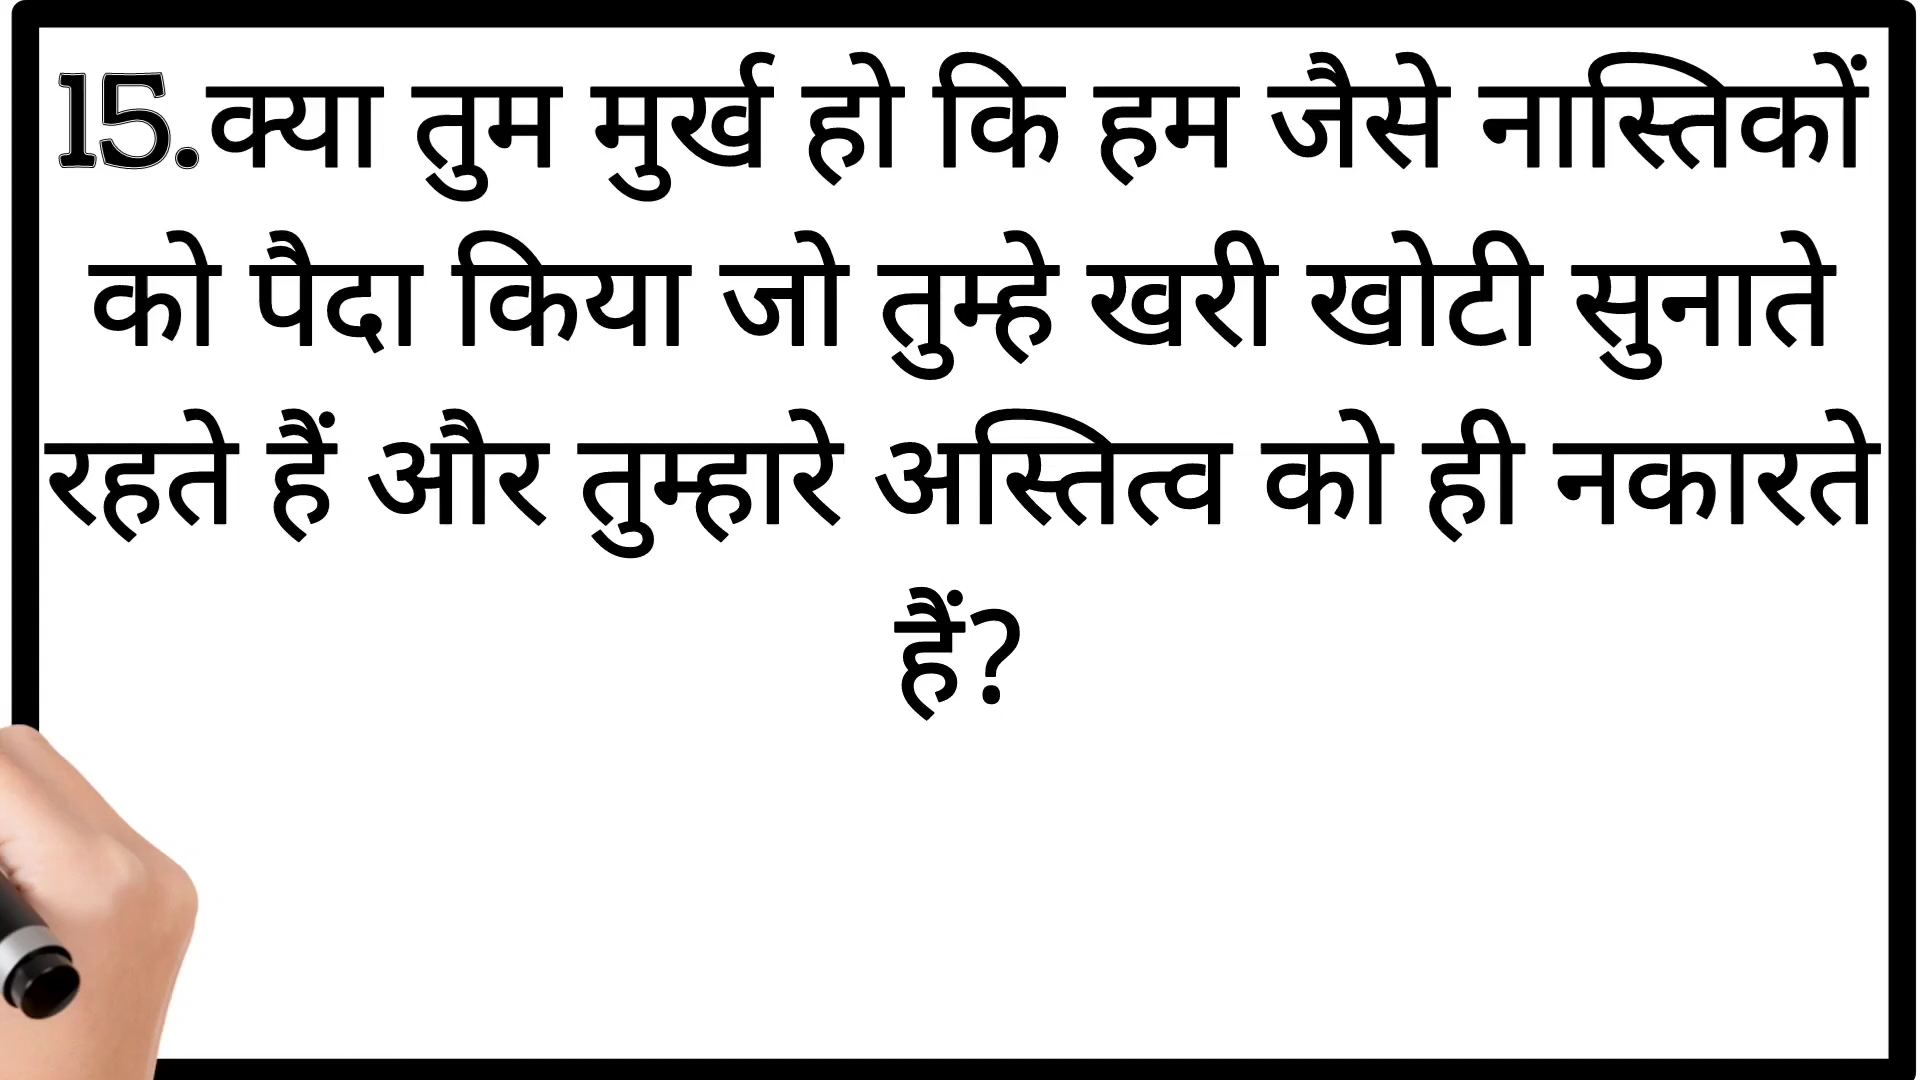 15.क्या तुम मुर्ख हो कि हम जैसे नास्तिकों
को पैदा किया जो तुम्हे खरी खोटी सुनाते
रहते हैं और तुम्हारे अस्तित्व को ही नकारते
हैं?